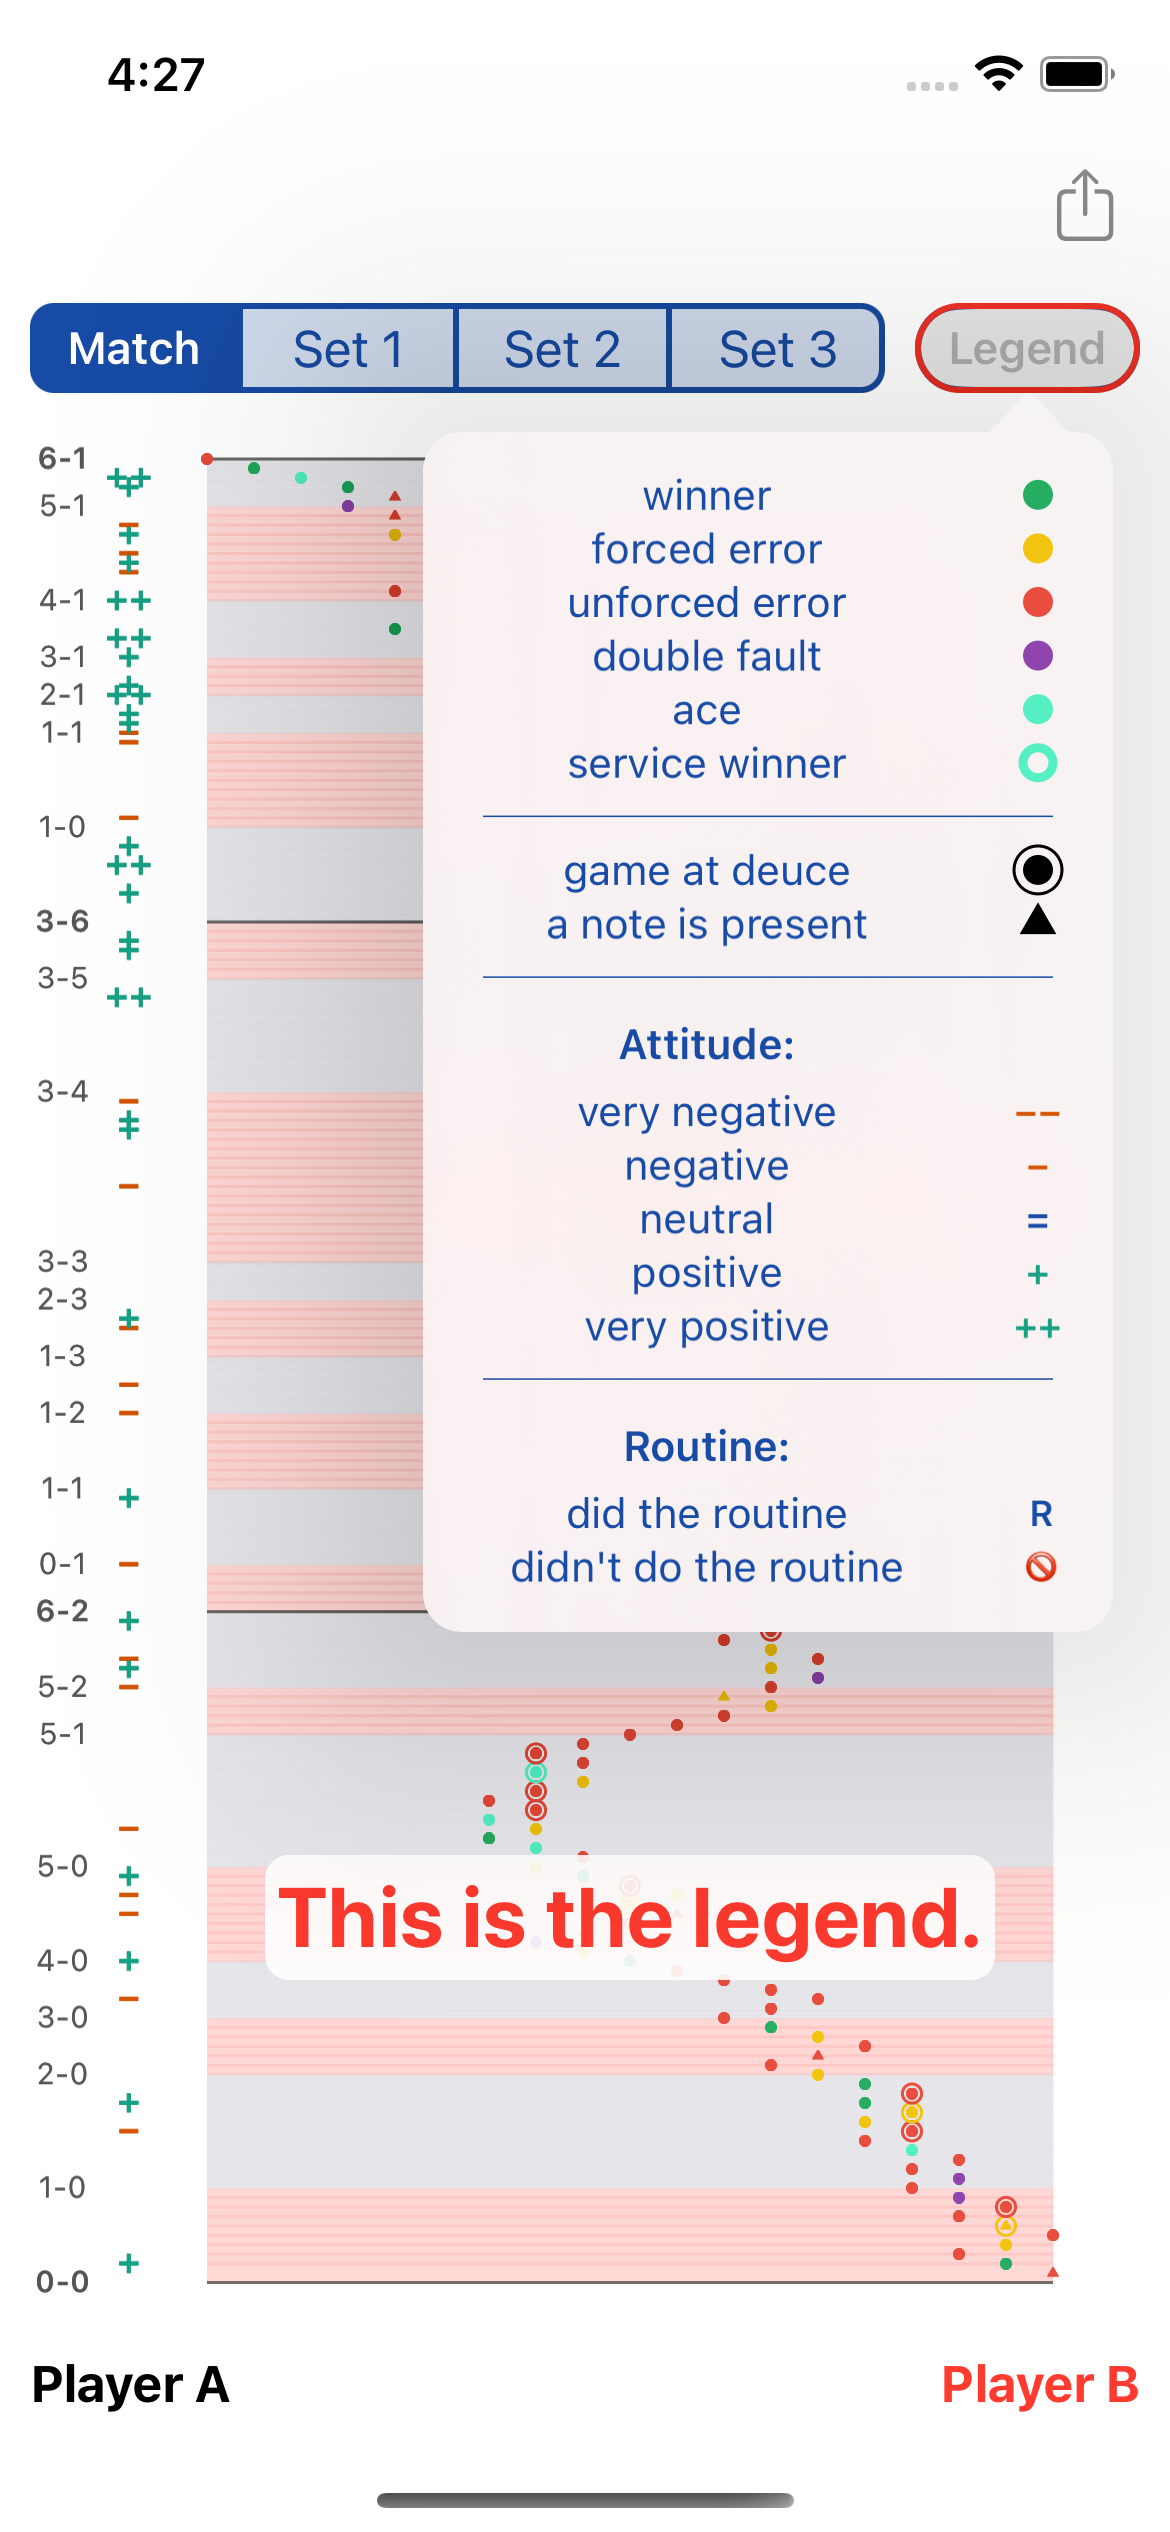 4:27
Match Set 1 Set 2 Set 3 Legend
6-1
5-1
4-1
3-1
2-1
1-1
1-0
3-6
3-5
3-4
3-3
2-3
1-3
1-2
1-1
0-1
6-2
5-2
5-1
5-0
4-0
3-0
2-0
1-0
0-0
winner
forced error
unforced error
double fault
ace
service winner
game at deuce
a note is present
Attitude:
very negative --
negative -
neutral =
positive +
very positive ++
Routine:
did the routine R
didn't do the routine
This is the legend.
Player A Player B